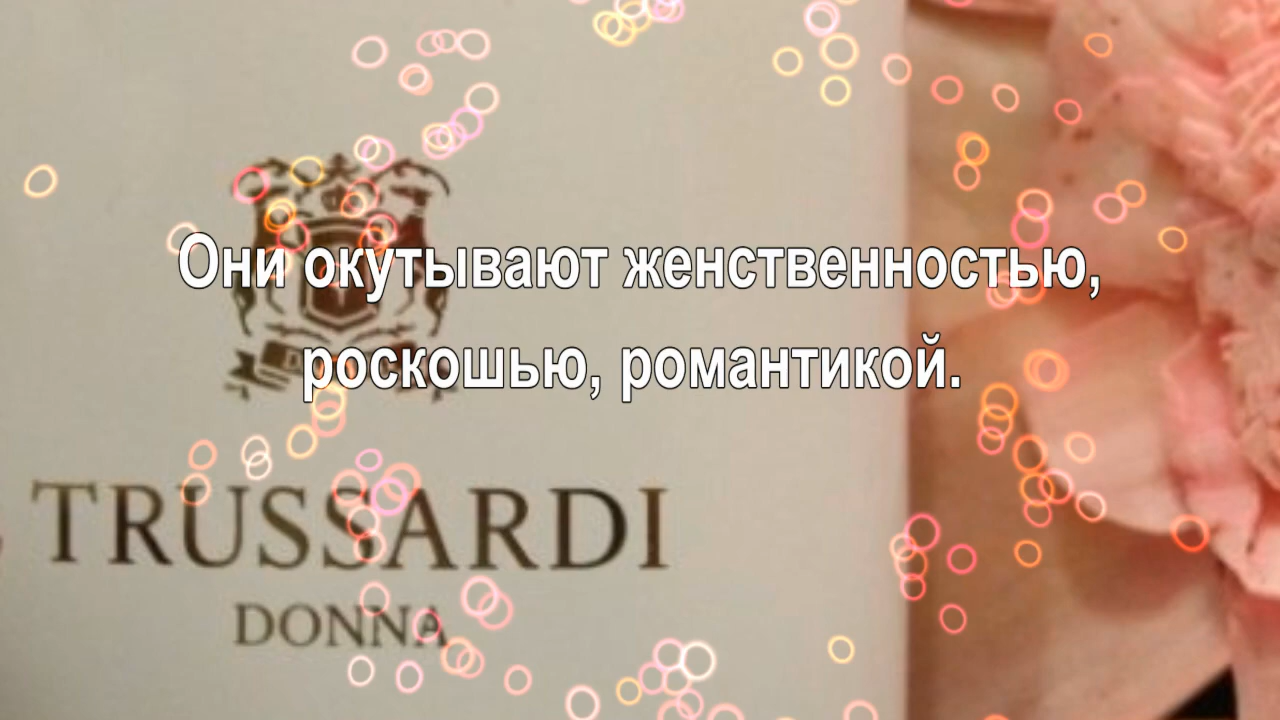 Они окутывают женственностью,
роскошью, романтикой.
TRUSSARDI
DONNA